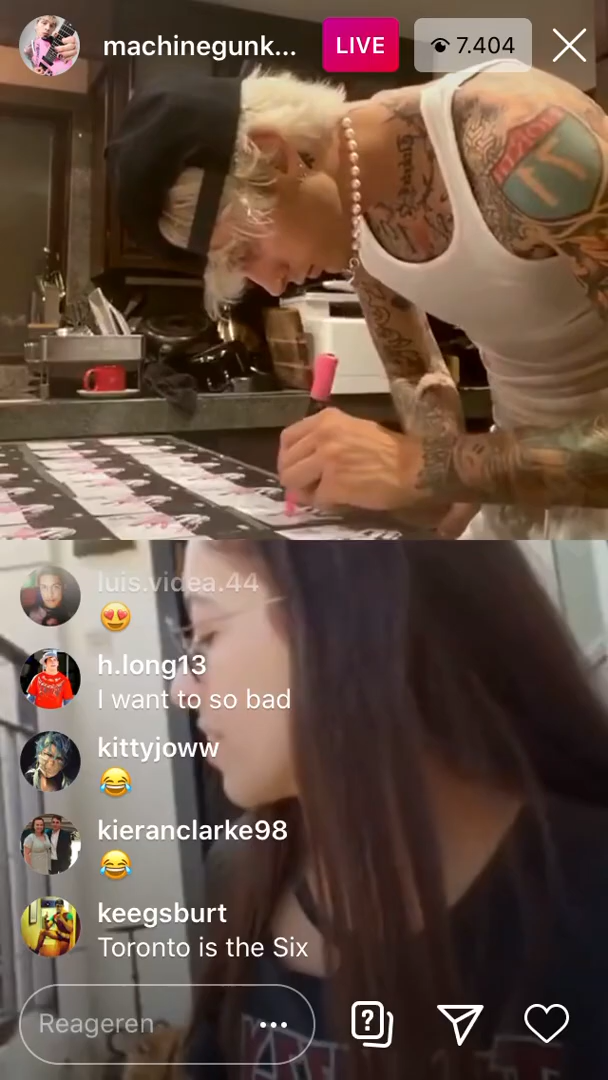 machinegunk...
LIVE
7.404
luis.videa.44
😍
h.long13
I want to so bad
kittyjoww
😂
kieranclarke98
😂
keegsburt
Toronto is the Six
Reageren